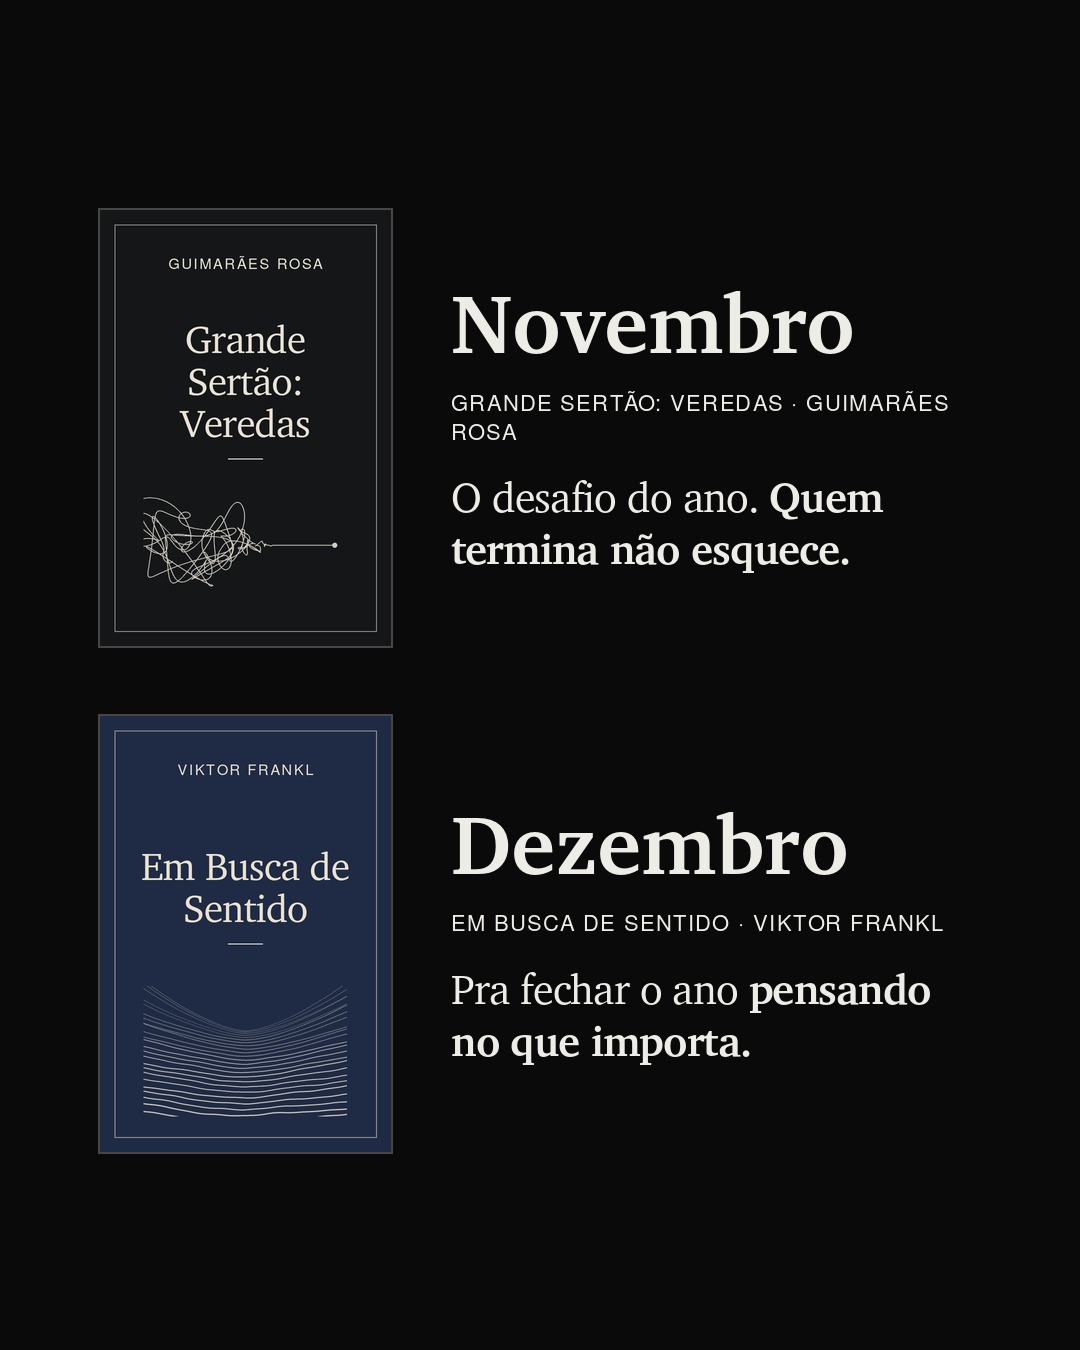 GUIMARÃES ROSA
Grande
Sertão:
Veredas
Novembro
GRANDE SERTÃO: VEREDAS · GUIMARÃES
ROSA
O desafio do ano. Quem
termina não esquece.
VIKTOR FRANKL
Em Busca de
Sentido
Dezembro
EM BUSCA DE SENTIDO · VIKTOR FRANKL
Pra fechar o ano pensando
no que importa.